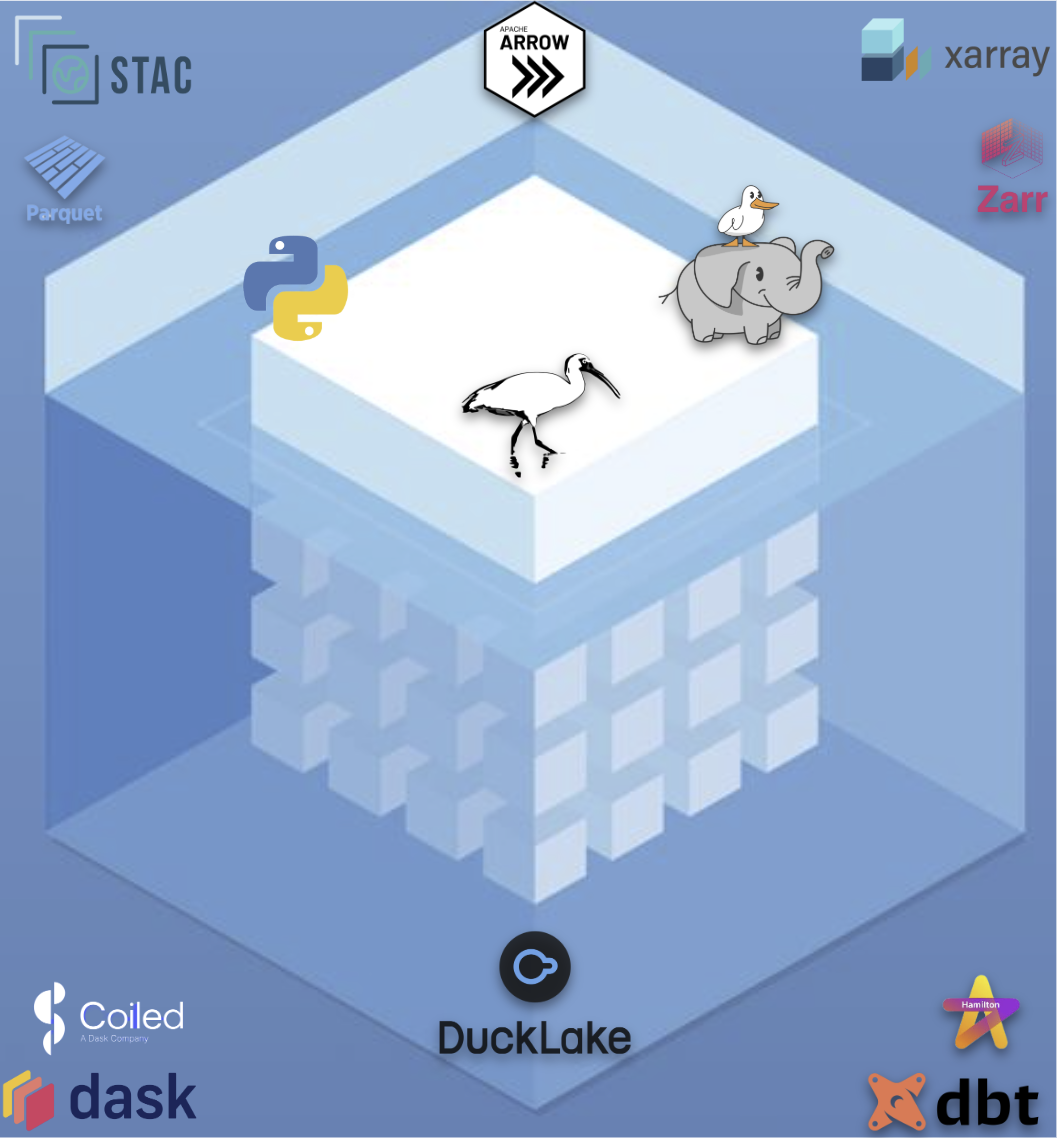 STAC
APACHE
ARROW
xarray
Parquet
Zarr
Coiled
A Dask Company
dask
DuckLake
Hamilton
dbt